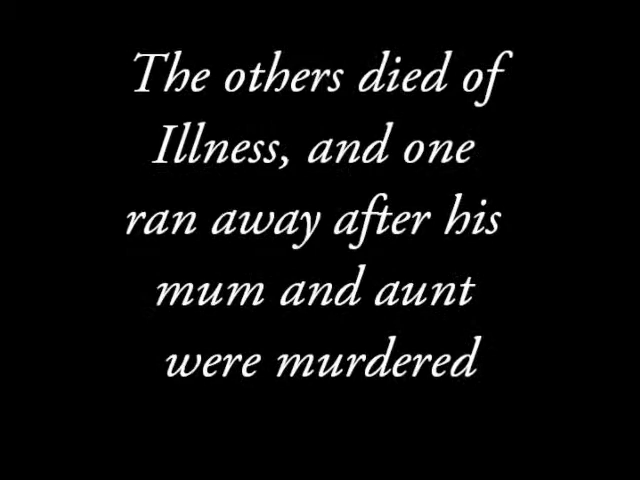 The others died of
Illness, and one
ran away after his
mum and aunt
were murdered